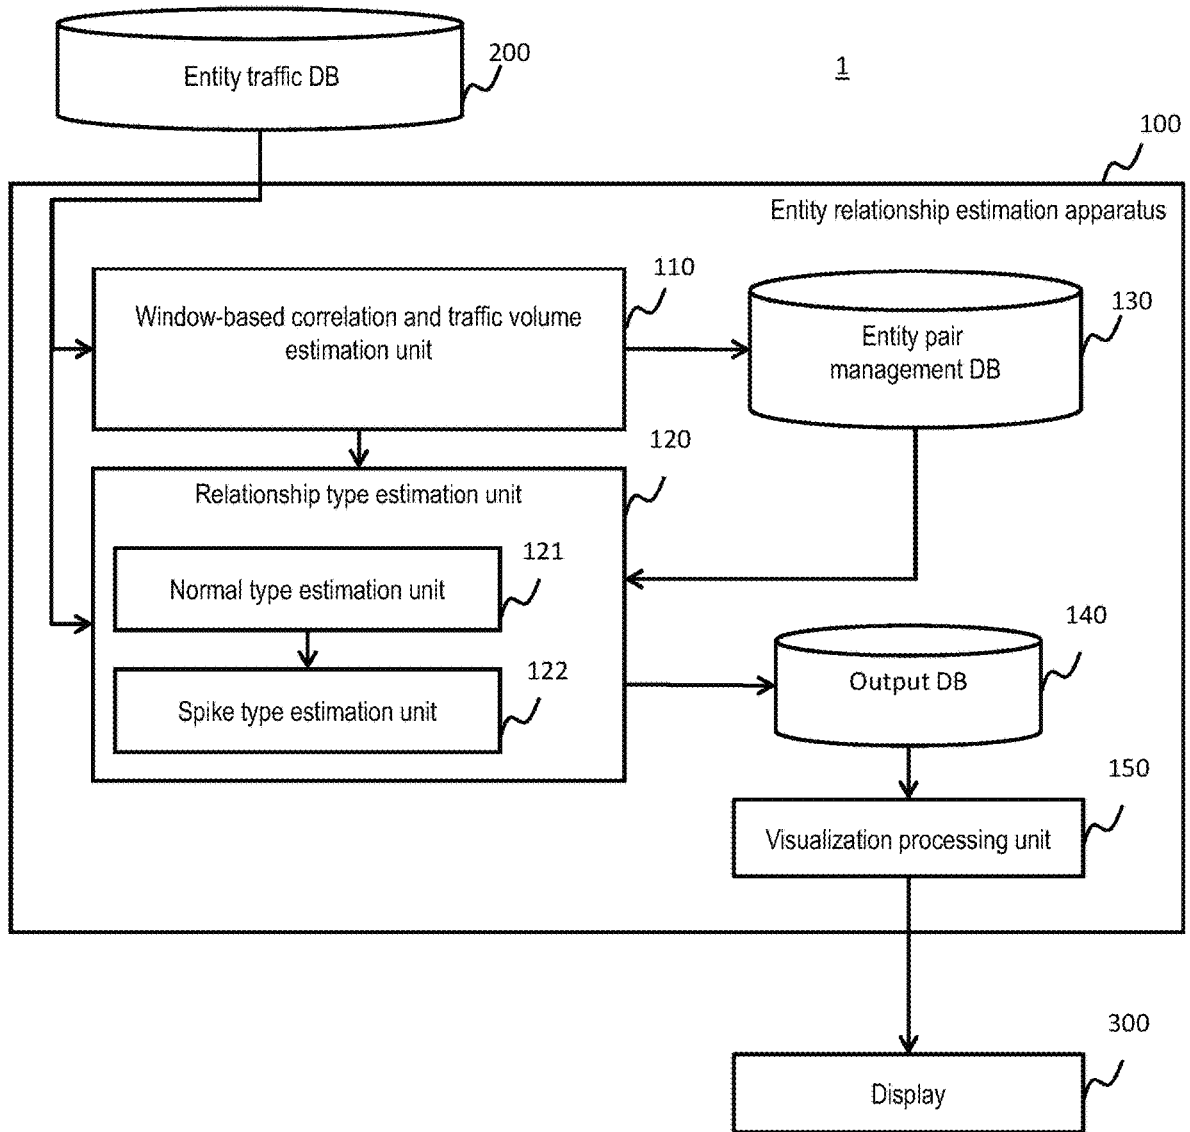 Entity traffic DB
200
1
100
Entity relationship estimation apparatus
110
Window-based correlation and traffic volume
estimation unit
130
Entity pair
management DB
120
Relationship type estimation unit
121
Normal type estimation unit
122
Spike type estimation unit
140
Output DB
150
Visualization processing unit
300
Display